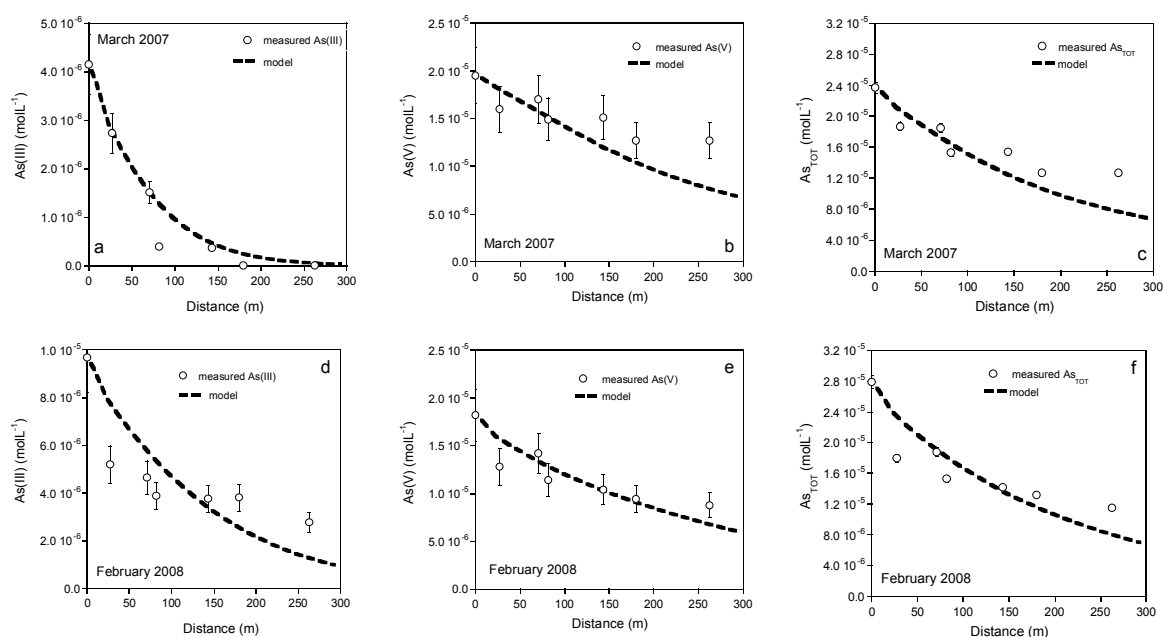 March 2007
measured As(III)
model
5.0 10-6
4.0 10-6
3.0 10-6
2.0 10-6
1.0 10-6
0.0
As(III) (molL-1)
a
0 50 100 150 200 250 300
Distance (m)
measured As(V)
model
2.5 10-5
2.0 10-5
1.5 10-5
1.0 10-5
5.0 10-6
0.0
As(V) (molL-1)
March 2007
b
0 50 100 150 200 250 300
Distance (m)
measured AsTOT
model
3.2 10-5
2.8 10-5
2.4 10-5
2.0 10-5
1.6 10-5
1.2 10-5
8.0 10-6
4.0 10-6
3.0
AsTOT (molL-1)
March 2007
c
0 50 100 150 200 250 300
Distance (m)
d
measured As(III)
model
1.0 10-5
8.0 10-6
6.0 10-6
4.0 10-6
2.0 10-6
0.0
As(III) (molL-1)
February 2008
0 50 100 150 200 250 300
Distance (m)
e
measured As(V)
model
2.5 10-5
2.0 10-5
1.5 10-5
1.0 10-5
5.0 10-6
0.0
As(V) (molL-1)
February 2008
0 50 100 150 200 250 300
Distance (m)
f
measured AsTOT
model
3.2 10-5
2.8 10-5
2.4 10-5
2.0 10-5
1.6 10-5
1.2 10-5
8.0 10-6
4.0 10-6
0.0
AsTOT (molL-1)
February 2008
0 50 100 150 200 250 300
Distance (m)